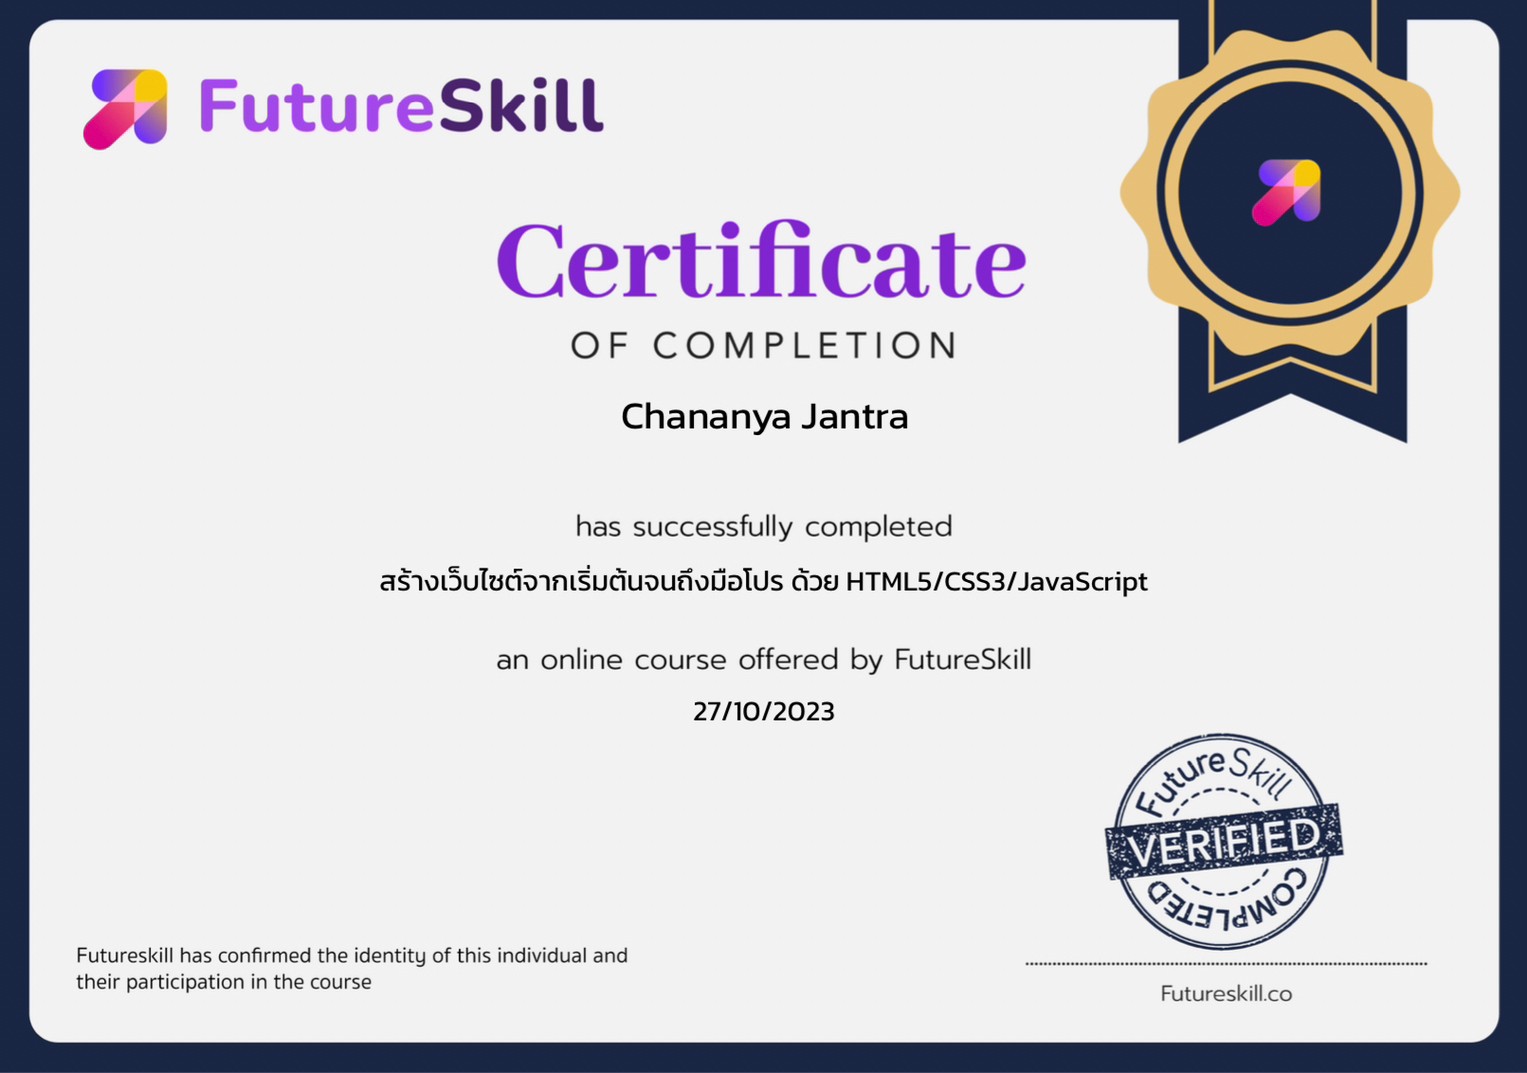 FutureSkill
Certificate
OF COMPLETION
Chananya Jantra
has successfully completed
สร้างเว็บไซต์จากเริ่มต้นจนถึงมือโปร ด้วย HTML5/CSS3/JavaScript
an online course offered by FutureSkill
27/10/2023
FutureSkill
VERIFIED
COMPLETED
Futureskill has confirmed the identity of this individual and
their participation in the course
Futureskill.co